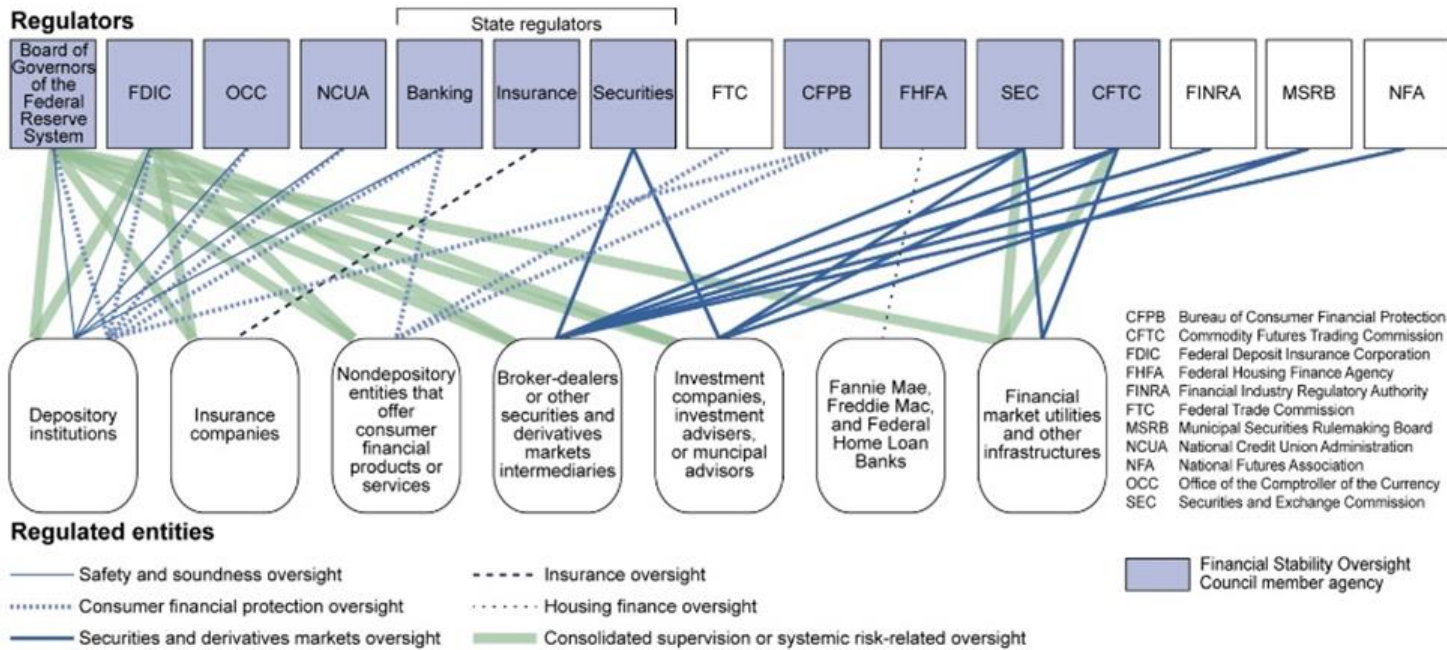 Regulators
State regulators
Board of
Governors
of the
Federal
Reserve
System
FDIC
OCC
NCUA
Banking
Insurance
Securities
FTC
CFPB
FHFA
SEC
CFTC
FINRA
MSRB
NFA
Depository
institutions
Insurance
companies
Nondepository
entities that
offer
consumer
financial
products or
services
Broker-dealers
or other
securities and
derivatives
markets
intermediaries
Investment
companies,
investment
advisers,
or muncipal
advisors
Fannie Mae,
Freddie Mac,
and Federal
Home Loan
Banks
Financial
market utilities
and other
infrastructures
CFPB Bureau of Consumer Financial Protection
CFTC Commodity Futures Trading Commission
FDIC Federal Deposit Insurance Corporation
FHFA Federal Housing Finance Agency
FINRA Financial Industry Regulatory Authority
FTC Federal Trade Commission
MSRB Municipal Securities Rulemaking Board
NCUA National Credit Union Administration
NFA National Futures Association
OCC Office of the Comptroller of the Currency
SEC Securities and Exchange Commission
Regulated entities
Safety and soundness oversight
Consumer financial protection oversight
Securities and derivatives markets oversight
Insurance oversight
Housing finance oversight
Consolidated supervision or systemic risk-related oversight
Financial Stability Oversight
Council member agency